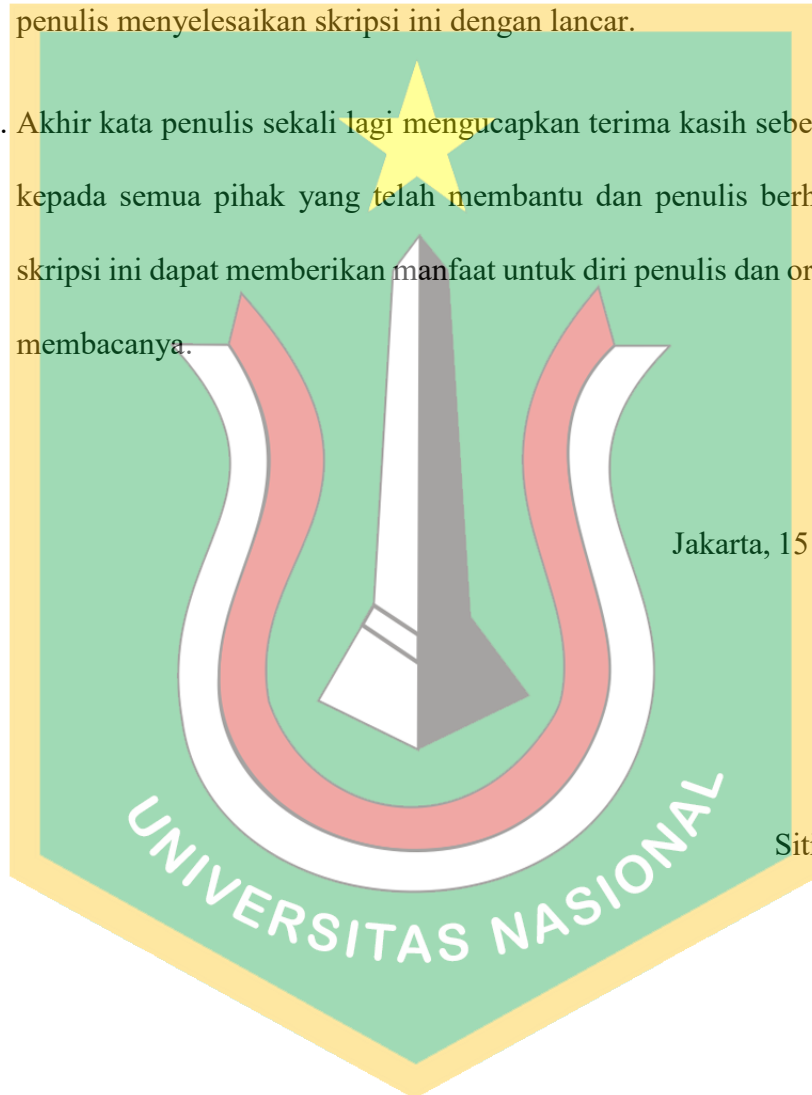 penulis menyelesaikan skripsi ini dengan lancar.
. Akhir kata penulis sekali lagi mengucapkan terima kasih sebe
kepada semua pihak yang telah membantu dan penulis berh
skripsi ini dapat memberikan manfaat untuk diri penulis dan or
membacanya.
Jakarta, 15
Siti
UNIVERSITAS NASIONAL